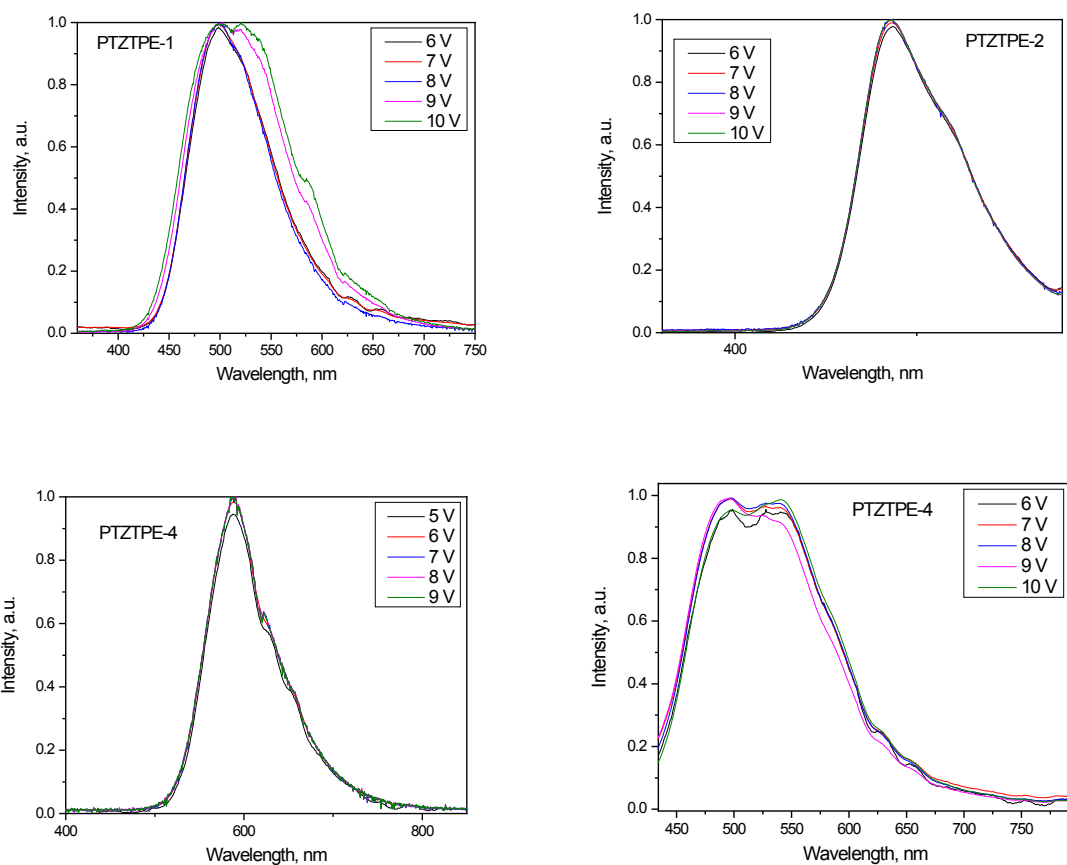 PTZTPE-1
6 V
7 V
8 V
9 V
10 V
Intensity, a.u.
1.0
0.8
0.6
0.4
0.2
0.0
400 450 500 550 600 650 700 750
Wavelength, nm
PTZTPE-2
6 V
7 V
8 V
9 V
10 V
Intensity, a.u.
1.0
0.8
0.6
0.4
0.2
0.0
400
Wavelength, nm
PTZTPE-4
5 V
6 V
7 V
8 V
9 V
Intensity, a.u.
1.0
0.8
0.6
0.4
0.2
0.0
400 600 800
Wavelength, nm
PTZTPE-4
6 V
7 V
8 V
9 V
10 V
Intensity, a.u.
1.0
0.8
0.6
0.4
0.2
0.0
450 500 550 600 650 700 750
Wavelength, nm